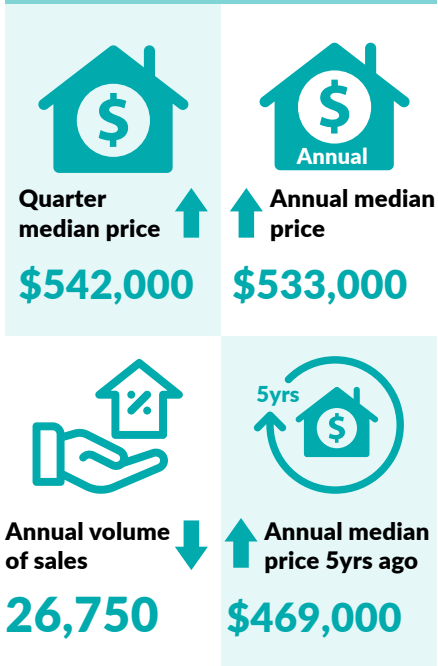 $
$
Annual
Quarter
median price
$542,000
Annual median
price
$533,000
%
Annual volume
of sales
26,750
5yrs
$
Annual median
price 5yrs ago
$469,000